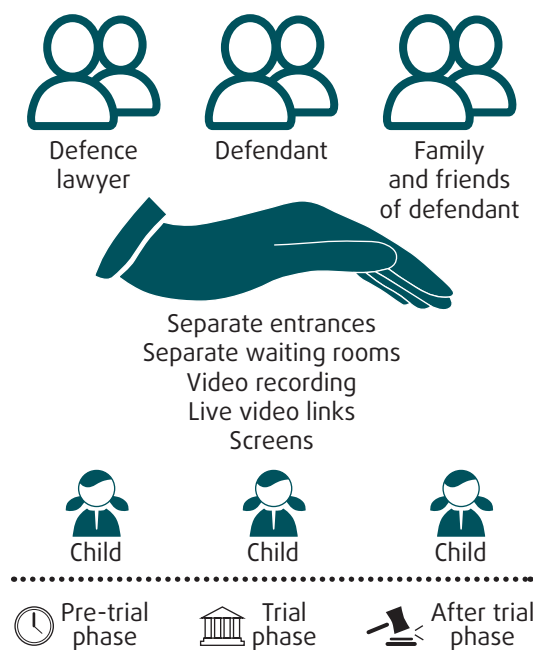 Defence
lawyer
Defendant
Family
and friends
of defendant
Separate entrances
Separate waiting rooms
Video recording
Live video links
Screens
Child
Child
Child
Pre-trial
phase
Trial
phase
After trial
phase